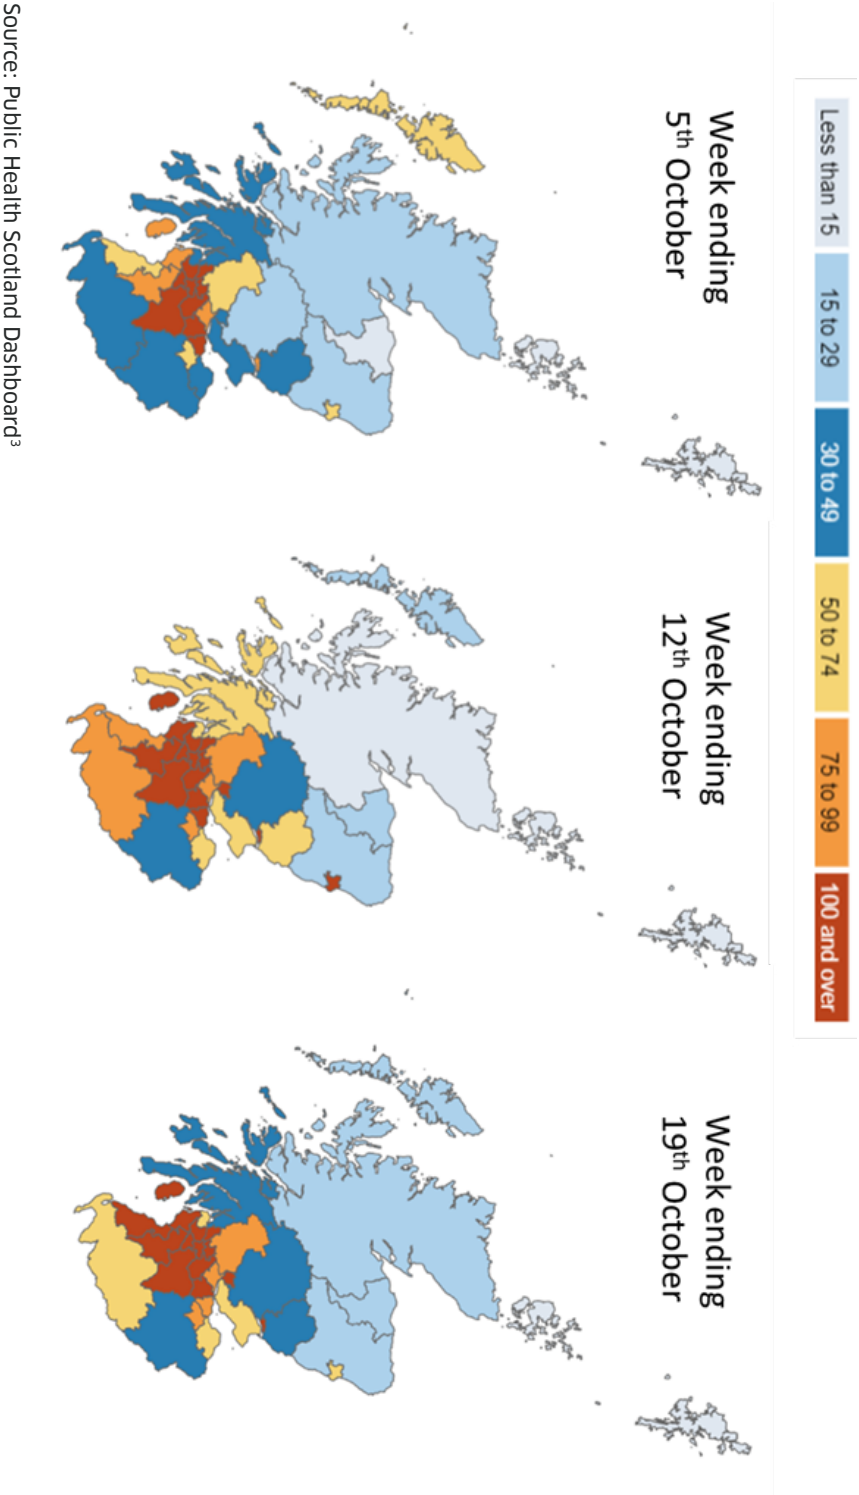 Less than 15
15 to 29
30 to 49
50 to 74
75 to 99
100 and over
Week ending
5th October
Week ending
12th October
Week ending
19th October
Source: Public Health Scotland Dashboard³